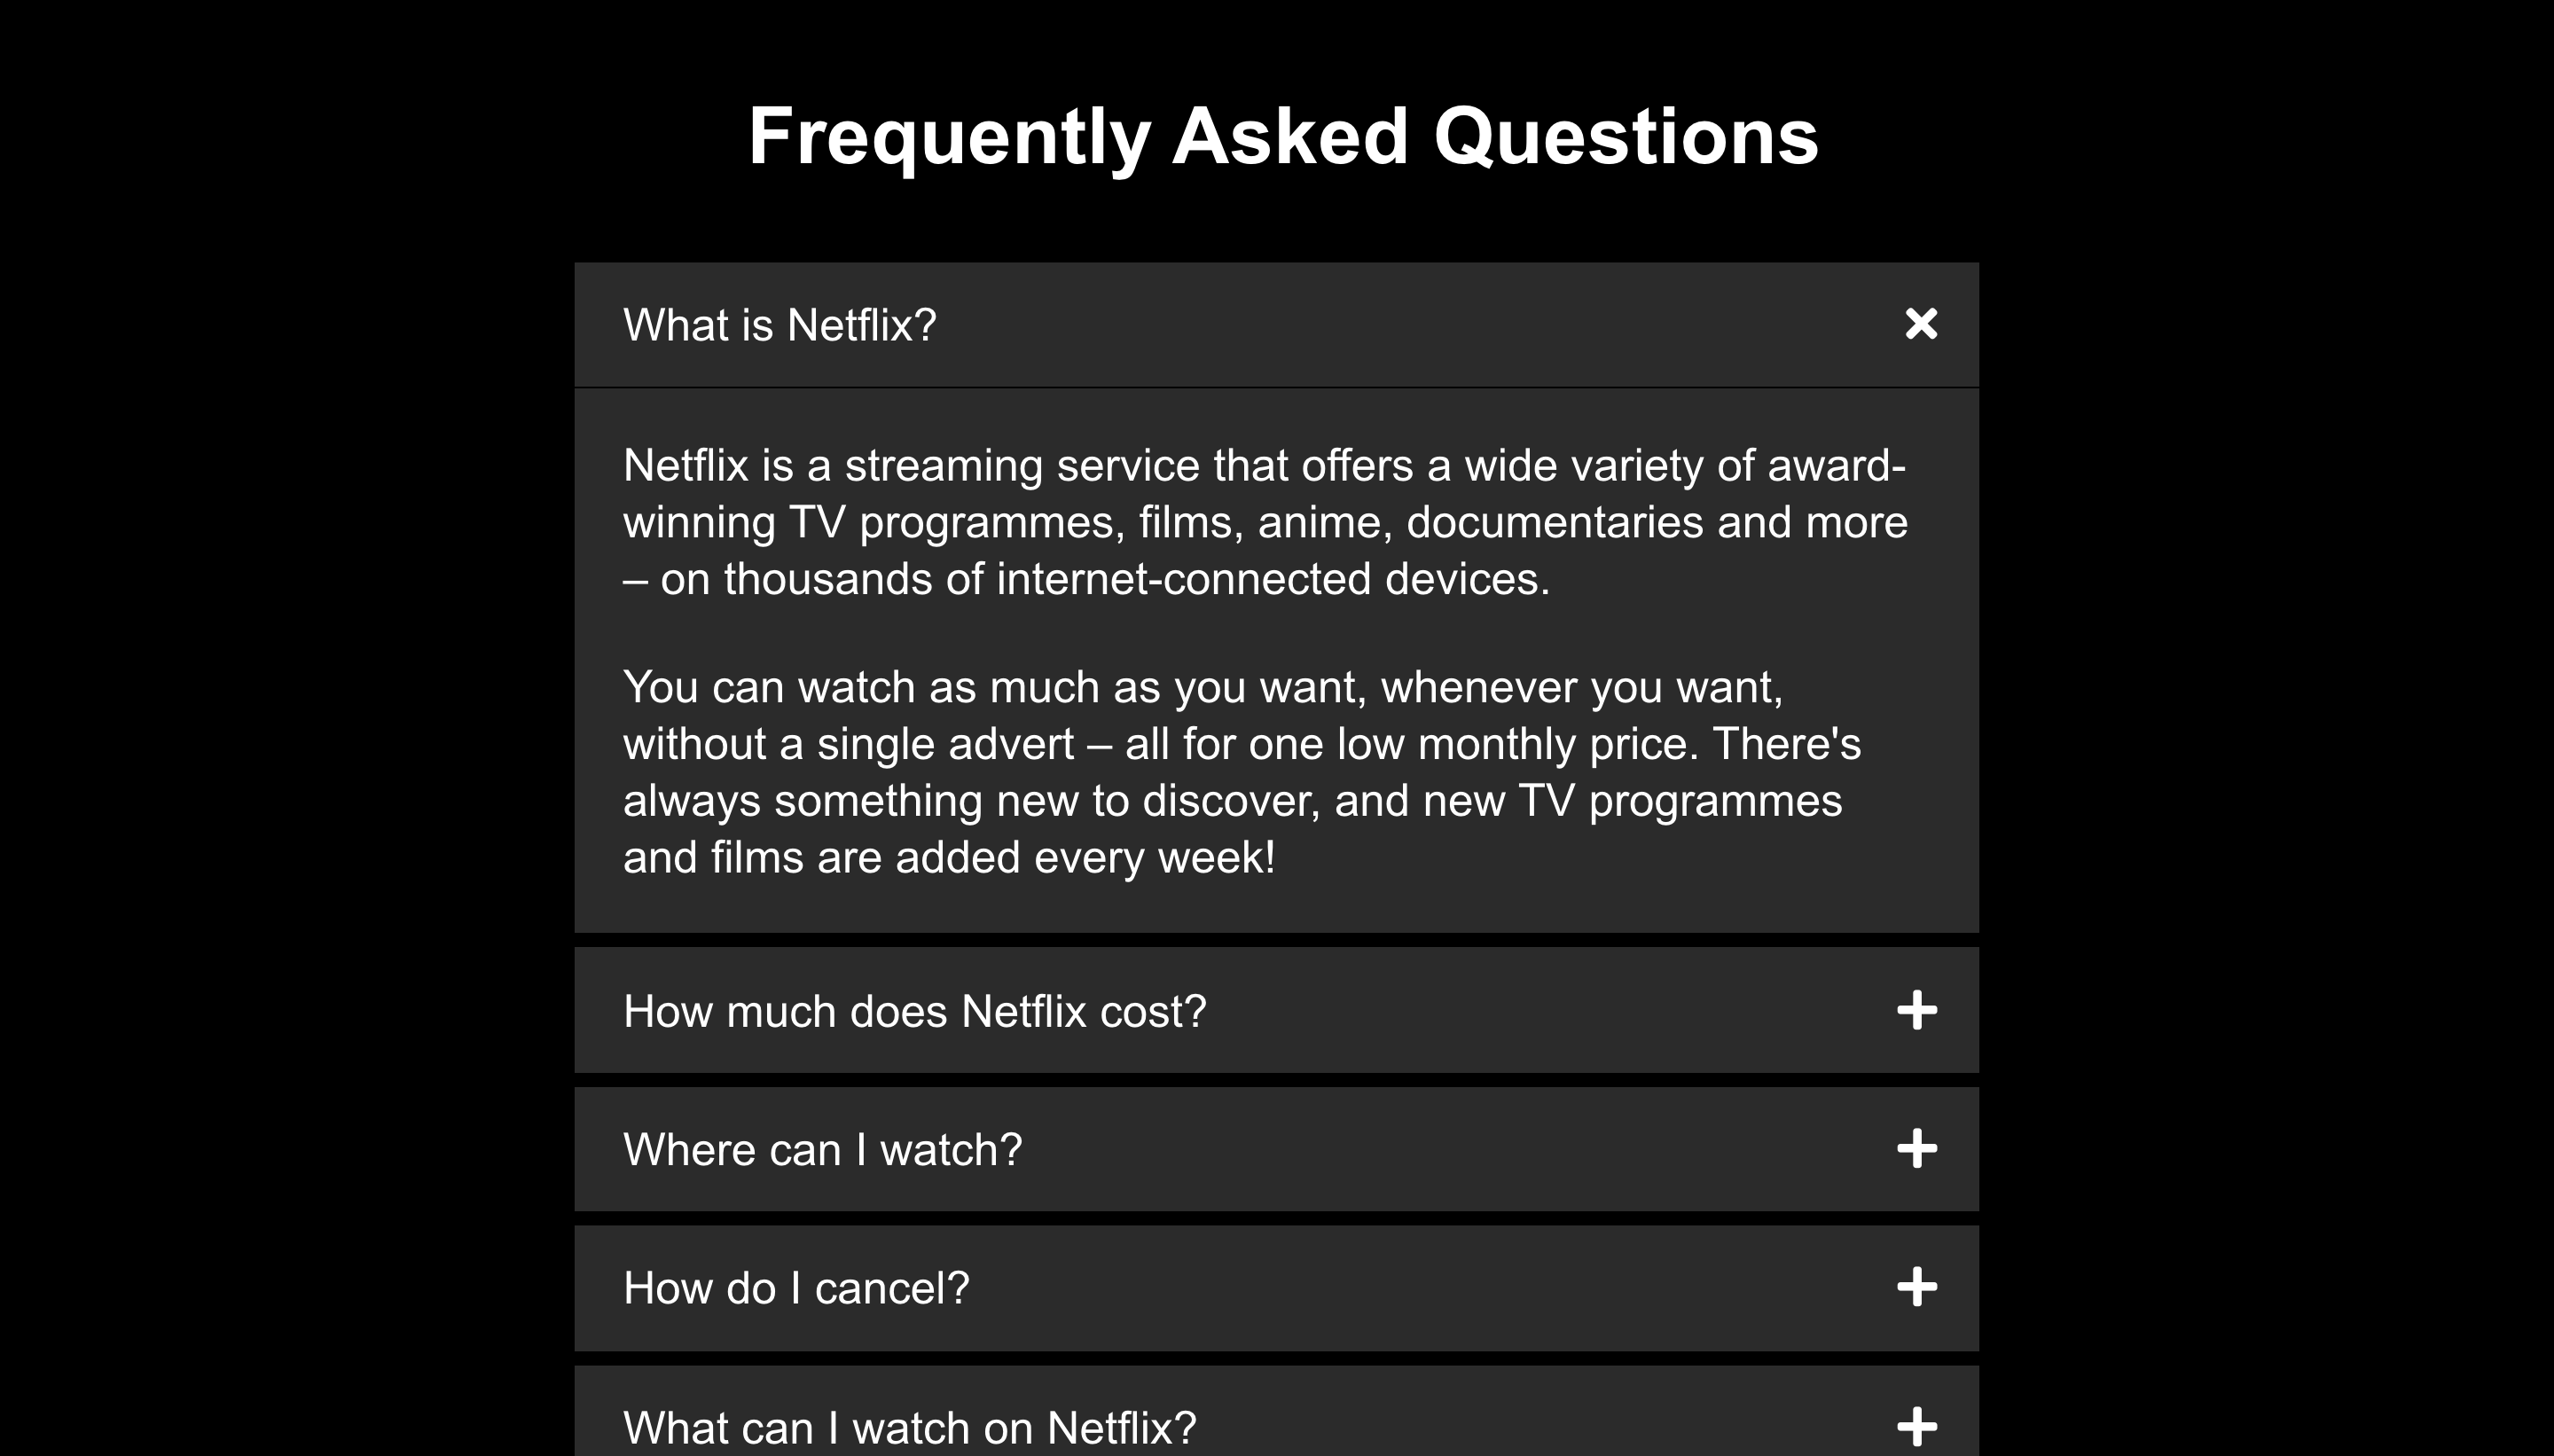 Frequently Asked Questions
What is Netflix?
Netflix is a streaming service that offers a wide variety of award-
winning TV programmes, films, anime, documentaries and more
– on thousands of internet-connected devices.
You can watch as much as you want, whenever you want,
without a single advert – all for one low monthly price. There's
always something new to discover, and new TV programmes
and films are added every week!
How much does Netflix cost?
Where can I watch?
How do I cancel?
What can I watch on Netflix?